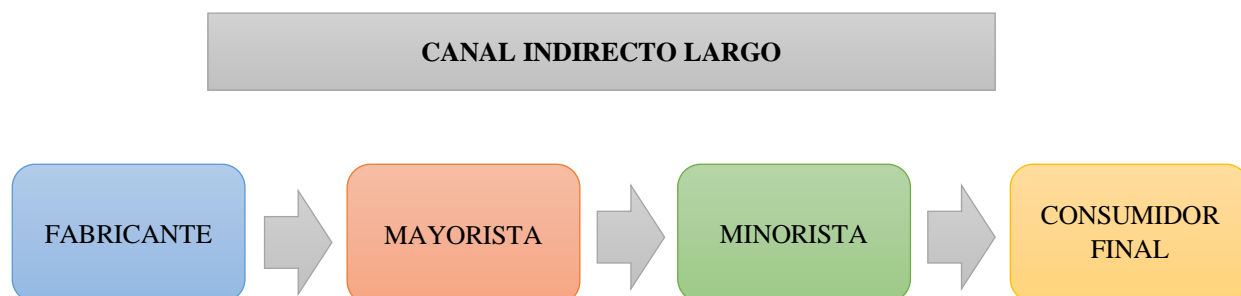 CANAL INDIRECTO LARGO
FABRICANTE
MAYORISTA
MINORISTA
CONSUMIDOR
FINAL